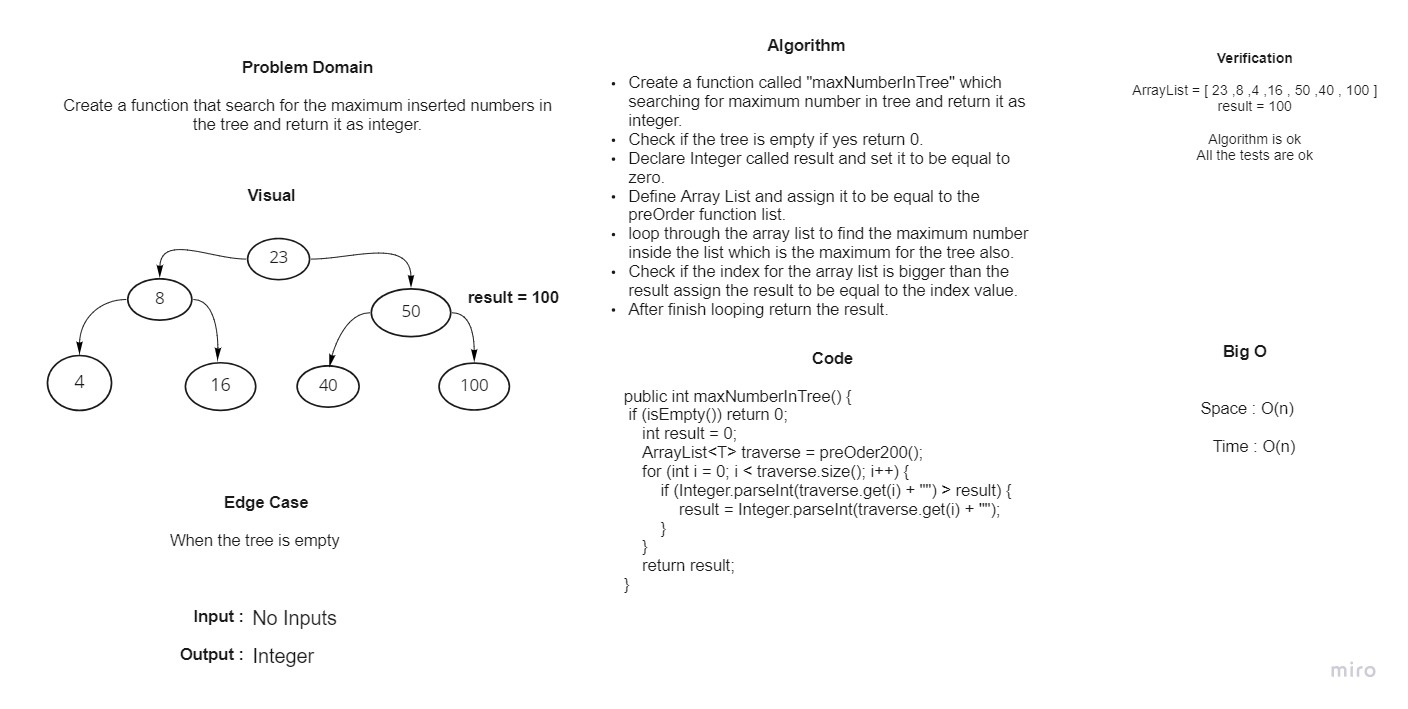 Problem Domain
Create a function that search for the maximum inserted numbers in
the tree and return it as integer.
Visual
23
8
50
result = 100
4
16
40
100
Edge Case
When the tree is empty
Input : No Inputs
Output : Integer
Algorithm
• Create a function called "maxNumberInTree" which
searching for maximum number in tree and return it as
integer.
• Check if the tree is empty if yes return 0.
• Declare Integer called result and set it to be equal to
zero.
• Define Array List and assign it to be equal to the
preOrder function list.
• loop through the array list to find the maximum number
inside the list which is the maximum for the tree also.
• Check if the index for the array list is bigger than the
result assign the result to be equal to the index value.
• After finish looping return the result.
Code
public int maxNumberInTree() {
if (isEmpty()) return 0;
int result = 0;
ArrayList<T> traverse = preOder200();
for (int i = 0; i < traverse.size(); i++) {
if (Integer.parseInt(traverse.get(i) + "") > result) {
result = Integer.parseInt(traverse.get(i) + "");
}
}
return result;
}
Verification
ArrayList = [ 23 ,8 ,4 ,16 , 50 ,40 , 100 ]
result = 100
Algorithm is ok
All the tests are ok
Big O
Space : O(n)
Time : O(n)
miro